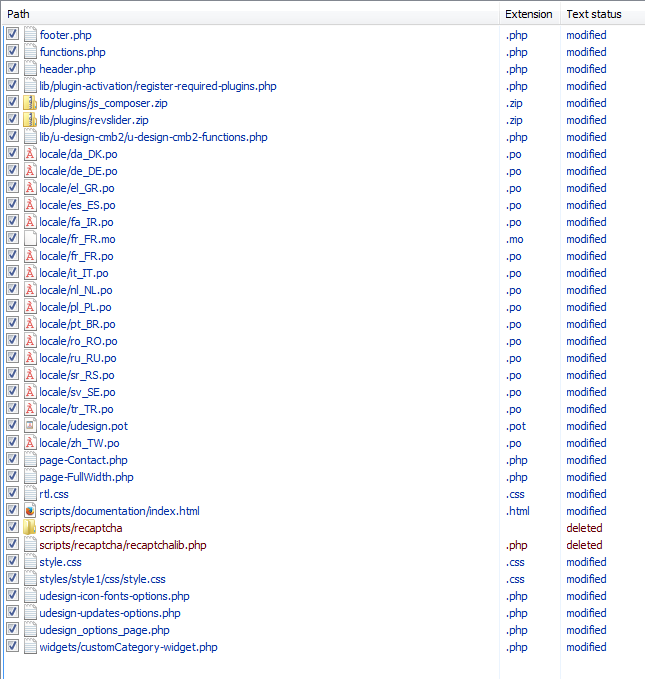 Path Extension Text status
footer.php .php modified
functions.php .php modified
header.php .php modified
lib/plugin-activation/register-required-plugins.php .php modified
lib/plugins/js_composer.zip .zip modified
lib/plugins/revslider.zip .zip modified
lib/u-design-cmb2/u-design-cmb2-functions.php .php modified
locale/da_DK.po .po modified
locale/de_DE.po .po modified
locale/el_GR.po .po modified
locale/es_ES.po .po modified
locale/fa_IR.po .po modified
locale/fr_FR.mo .mo modified
locale/fr_FR.po .po modified
locale/it_IT.po .po modified
locale/nl_NL.po .po modified
locale/pl_PL.po .po modified
locale/pt_BR.po .po modified
locale/ro_RO.po .po modified
locale/ru_RU.po .po modified
locale/sr_RS.po .po modified
locale/sv_SE.po .po modified
locale/tr_TR.po .po modified
locale/udesign.pot .pot modified
locale/zh_TW.po .po modified
page-Contact.php .php modified
page-FullWidth.php .php modified
rtl.css .css modified
scripts/documentation/index.html .html modified
scripts/recaptcha deleted
scripts/recaptcha/recaptchalib.php .php deleted
style.css .css modified
styles/style1/css/style.css .css modified
udesign-icon-fonts-options.php .php modified
udesign-updates-options.php .php modified
udesign_options_page.php .php modified
widgets/customCategory-widget.php .php modified